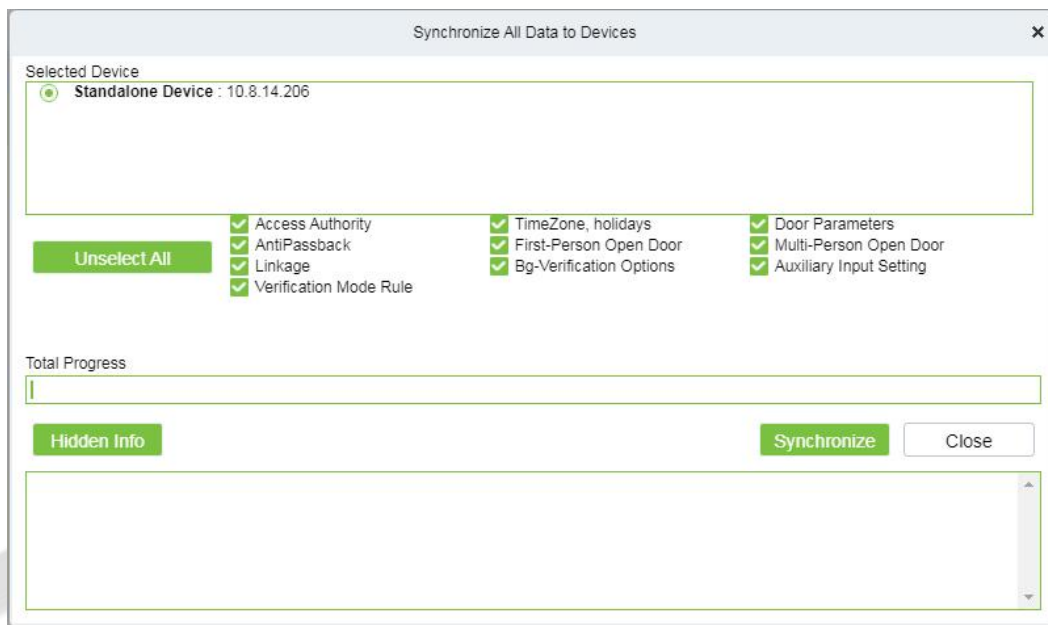 Synchronize All Data to Devices
Selected Device
Standalone Device : 10.8.14.206
Unselect All
Access Authority
TimeZone, holidays
Door Parameters
AntiPassback
First-Person Open Door
Multi-Person Open Door
Linkage
Bg-Verification Options
Auxiliary Input Setting
Verification Mode Rule
Total Progress
Hidden Info
Synchronize
Close